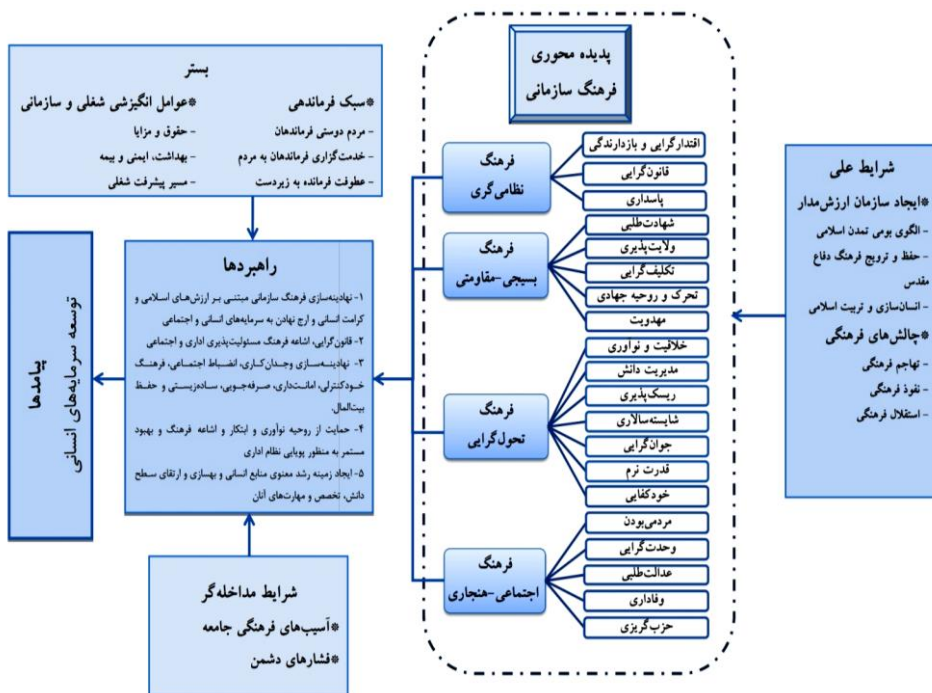 شرایط علی
*ایجاد سازمان ارزش‌مدار
- الگوی بومی تمدن اسلامی
- حفظ و ترویج فرهنگ دفاع
مقدس
- انسان‌سازی و تربیت اسلامی
*چالش‌های فرهنگی
- تهاجم فرهنگی
- نفوذ فرهنگی
- استقلال فرهنگی
پدیده محوری
فرهنگ سازمانی
فرهنگ
نظامی‌گری
اقتدارگرایی و بازدارندگی
قانون‌گرایی
پاسداری
فرهنگ
بسیجی-مقاومتی
شهادت‌طلبی
ولایت‌پذیری
تکلیف‌گرایی
تحرک و روحیه جهادی
مهدویت
فرهنگ
تحول‌گرایی
خلاقیت و نوآوری
مدیریت دانش
ریسک‌پذیری
شایسته‌سالاری
جوان‌گرایی
قدرت نرم
خودکفایی
فرهنگ
اجتماعی-هنجاری
مردمی‌بودن
وحدت‌گرایی
عدالت‌طلبی
وفاداری
حزب‌گریزی
بستر
*سبک فرماندهی
- مردم دوستی فرماندهان
- خدمت‌گزاری فرماندهان به مردم
- عطوفت فرمانده به زیردست
*عوامل انگیزشی شغلی و سازمانی
- حقوق و مزایا
- بهداشت، ایمنی و بیمه
- مسیر پیشرفت شغلی
راهبردها
۱- نهادینه‌سازی فرهنگ سازمانی مبتنی بر ارزش‌های اسلامی و
کرامت انسانی و ارج نهادن به سرمایه‌های انسانی و اجتماعی
۲- قانون‌گرایی، اشاعه فرهنگ مسئولیت‌پذیری اداری و اجتماعی
۳- نهادینه‌سازی وجدان‌کاری، انضباط اجتماعی، فرهنگ
خودکنترلی، امانت‌داری، صرفه‌جویی، ساده‌زیستی و حفظ
بیت‌المال.
۴- حمایت از روحیه نوآوری و ابتکار و اشاعه فرهنگ و بهبود
مستمر به منظور پویایی نظام اداری
۵- ایجاد زمینه رشد معنوی منابع انسانی و بهسازی و ارتقای سطح
دانش، تخصص و مهارت‌های آنان
شرایط مداخله‌گر
*آسیب‌های فرهنگی جامعه
*فشارهای دشمن
پیامدها
توسعه سرمایه‌های انسانی